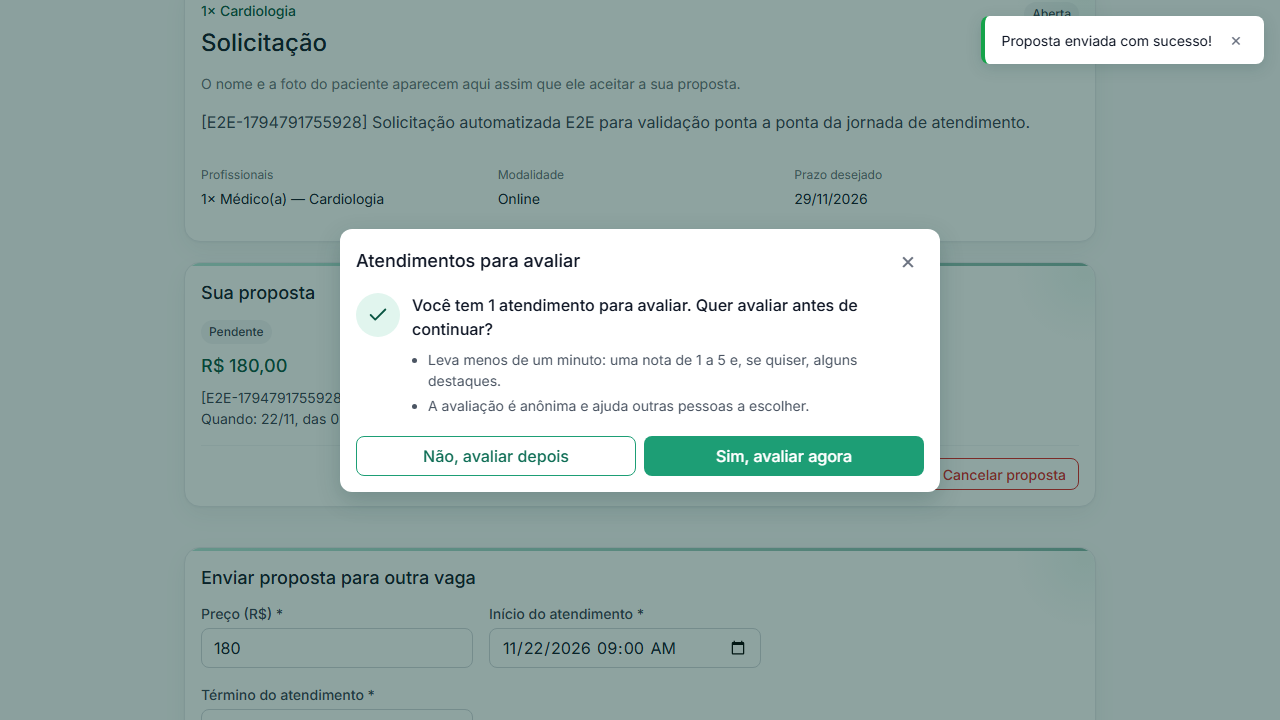 1× Cardiologia
Aberta
Solicitação
O nome e a foto do paciente aparecem aqui assim que ele aceitar a sua proposta.
[E2E-1794791755928] Solicitação automatizada E2E para validação ponta a ponta da jornada de atendimento.
Profissionais
Modalidade
Prazo desejado
1× Médico(a) — Cardiologia
Online
29/11/2026
Proposta enviada com sucesso!
Atendimentos para avaliar
Você tem 1 atendimento para avaliar. Quer avaliar antes de
continuar?
• Leva menos de um minuto: uma nota de 1 a 5 e, se quiser, alguns
destaques.
• A avaliação é anônima e ajuda outras pessoas a escolher.
Não, avaliar depois
Sim, avaliar agora
Sua proposta
Pendente
R$ 180,00
[E2E-1794791755928
Quando: 22/11, das 0
Cancelar proposta
Enviar proposta para outra vaga
Preço (R$) *
Início do atendimento *
180
11/22/2026 09:00 AM
Término do atendimento *